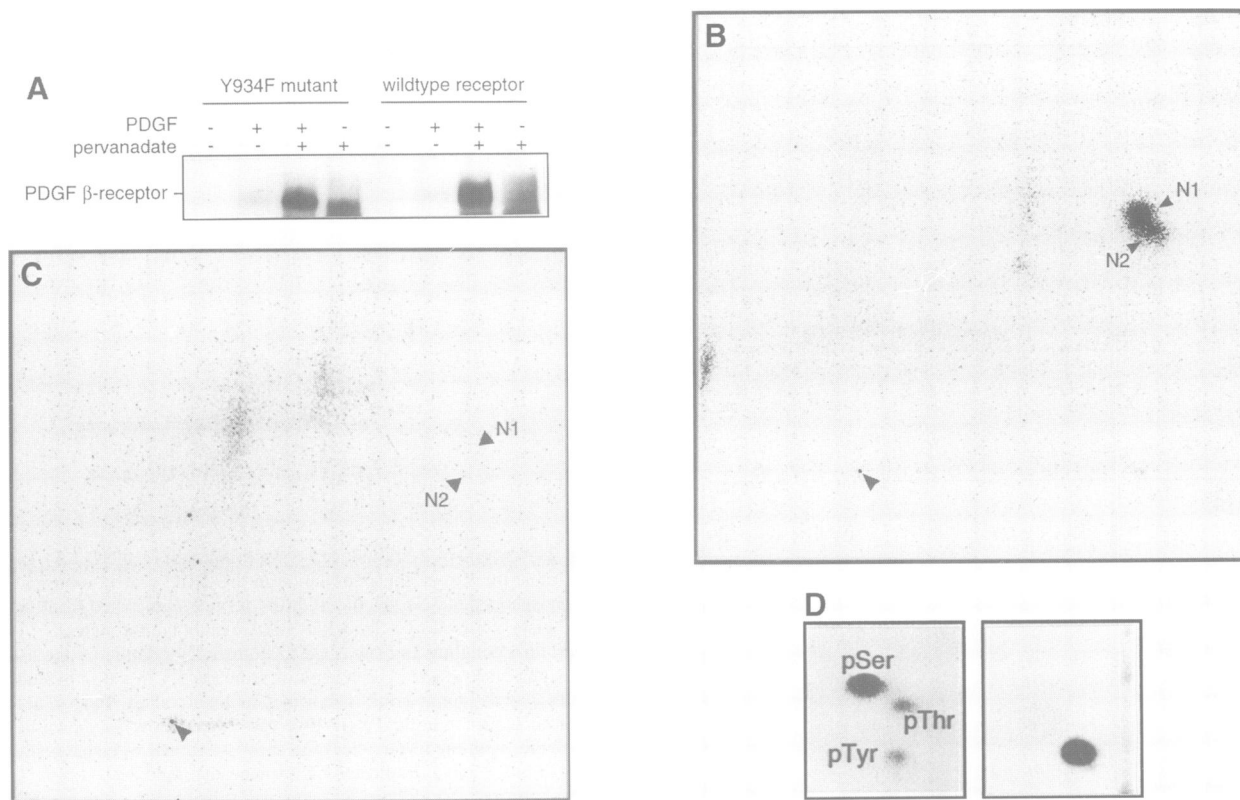 A
Y934F mutant wildtype receptor
PDGF - + + - - + + -
pervanadate - - + + - - + +
PDGF β-receptor
B
N1
N2
C
N1
N2
D
pSer
pThr
pTyr